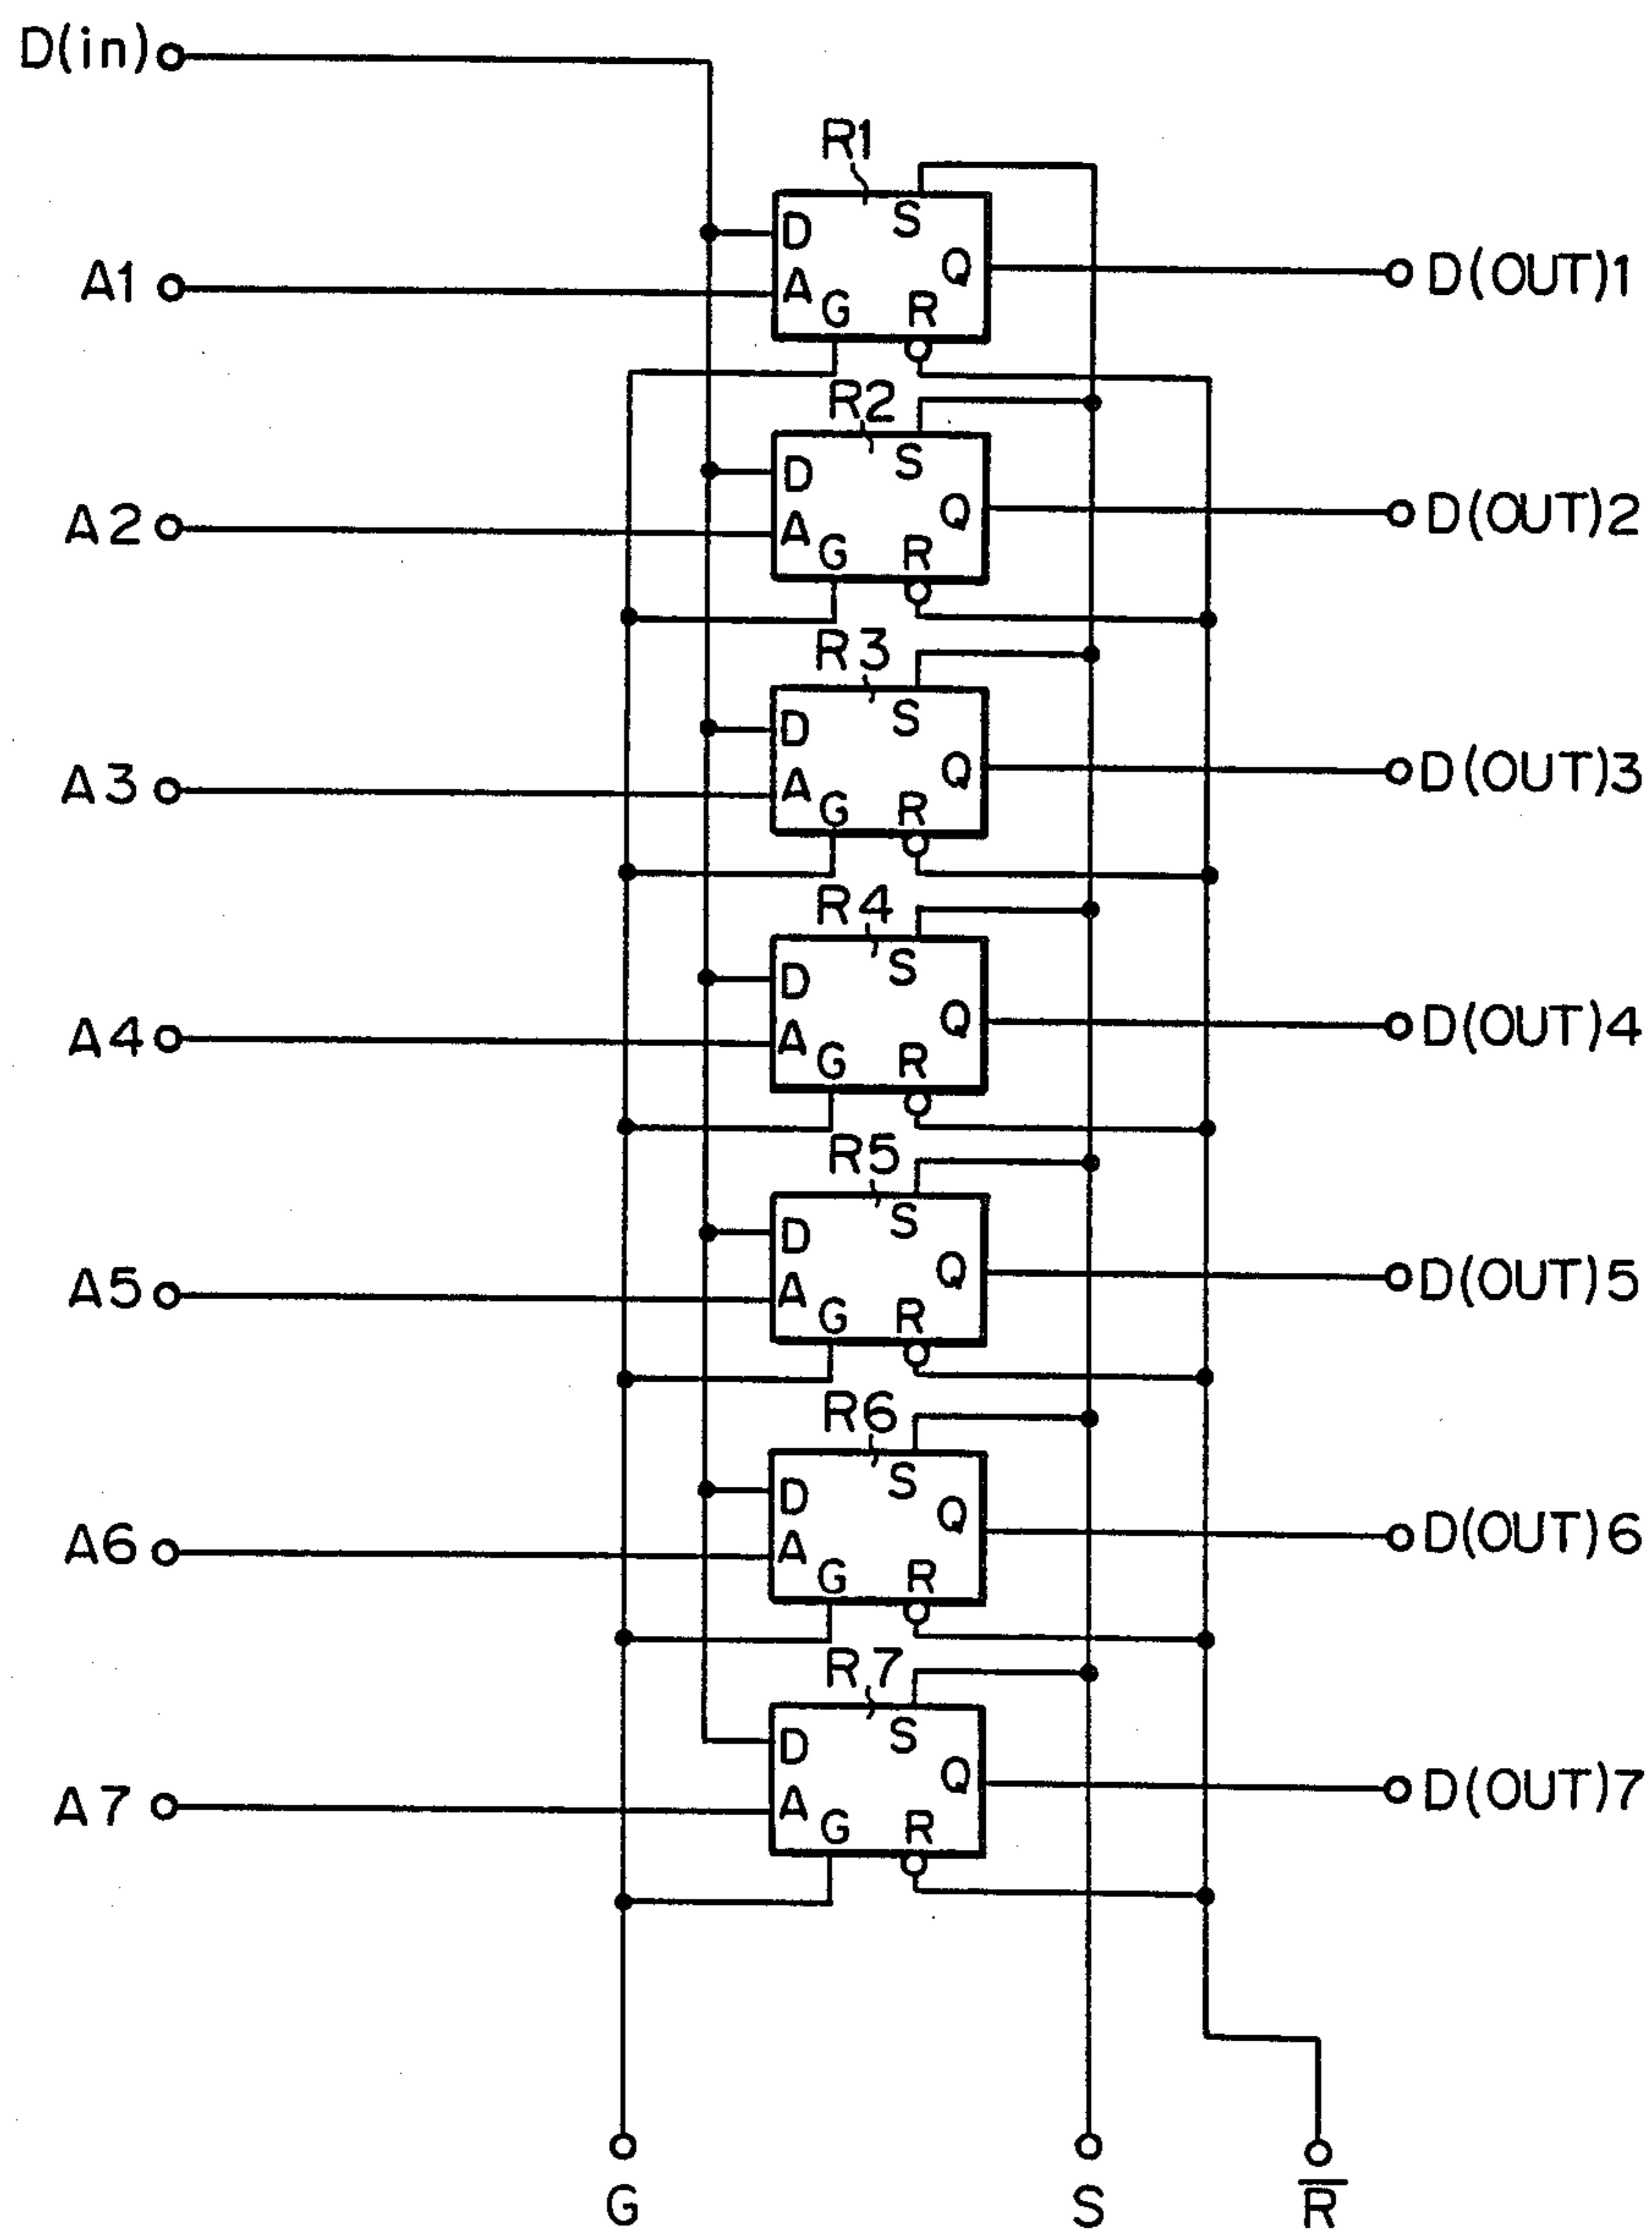 D(in)
R1
D S
A1 A G R Q D(OUT)1
R2
D S
A2 A G R Q D(OUT)2
R3
D S
A3 A G R Q D(OUT)3
R4
D S
A4 A G R Q D(OUT)4
R5
D S
A5 A G R Q D(OUT)5
R6
D S
A6 A G R Q D(OUT)6
R7
D S
A7 A G R Q D(OUT)7
G S R̅